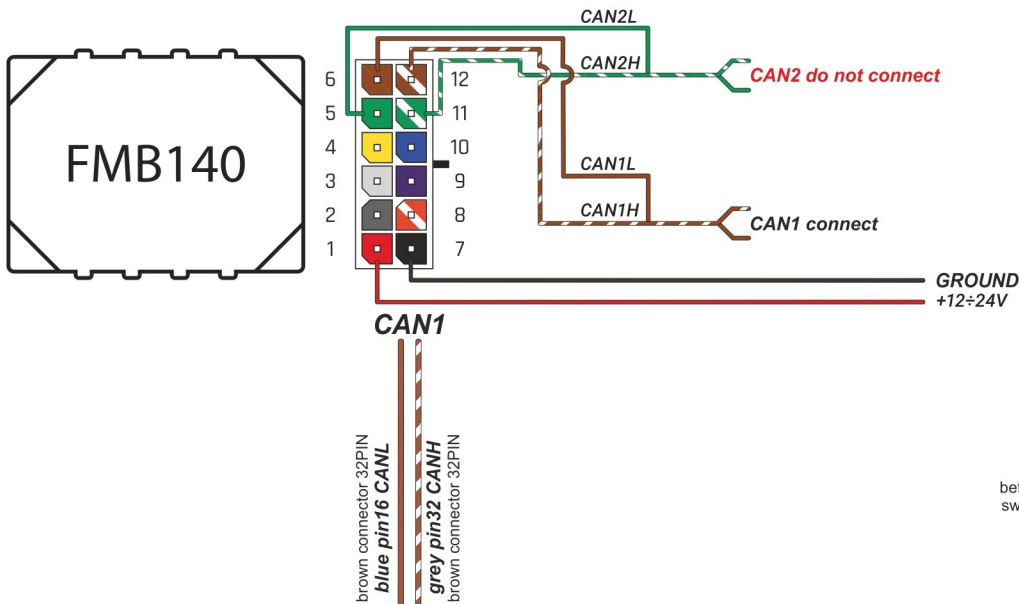 CAN2L
CAN2H
CAN2 do not connect
6
12
5
11
4
10
3
9
2
8
1
7
FMB140
CAN1L
CAN1H
CAN1 connect
GROUND
+12÷24V
CAN1
brown connector 32PIN
blue pin16 CANL
grey pin32 CANH
brown connector 32PIN
sw